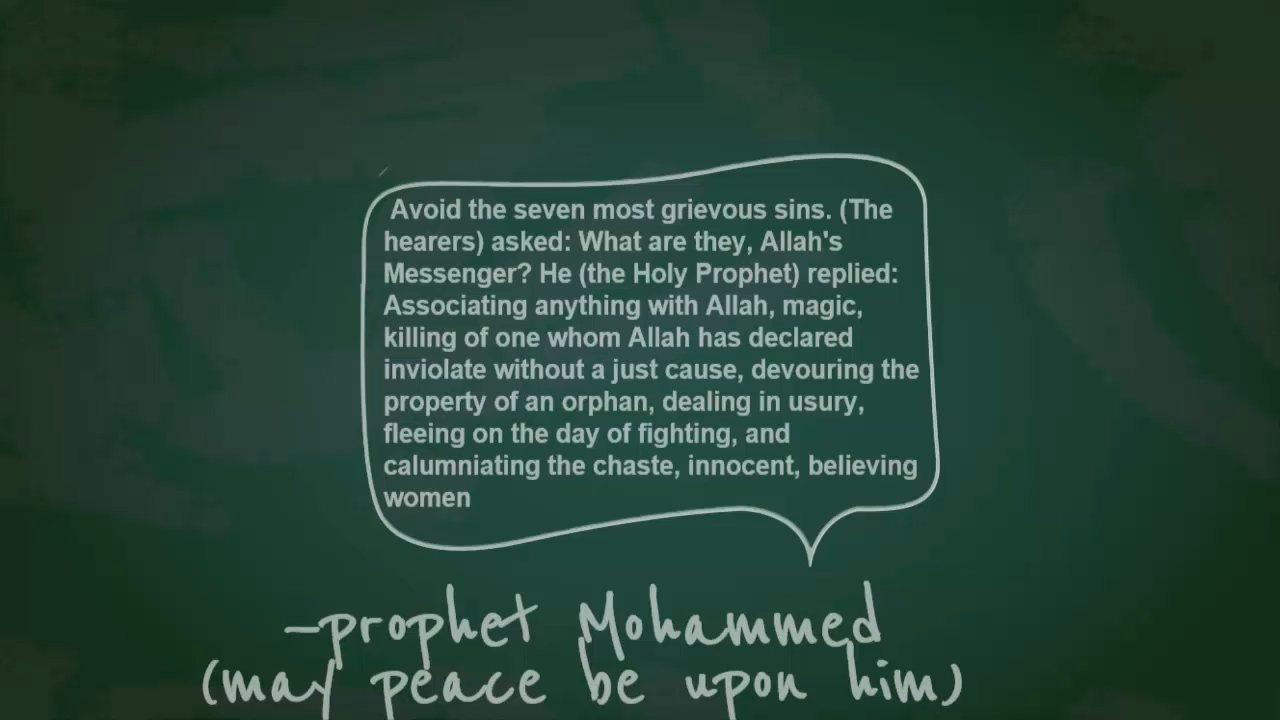 Avoid the seven most grievous sins. (The
hearers) asked: What are they, Allah's
Messenger? He (the Holy Prophet) replied:
Associating anything with Allah, magic,
killing of one whom Allah has declared
inviolate without a just cause, devouring the
property of an orphan, dealing in usury,
fleeing on the day of fighting, and
calumniating the chaste, innocent, believing
women
–prophet Mohammed
(may peace be upon him)